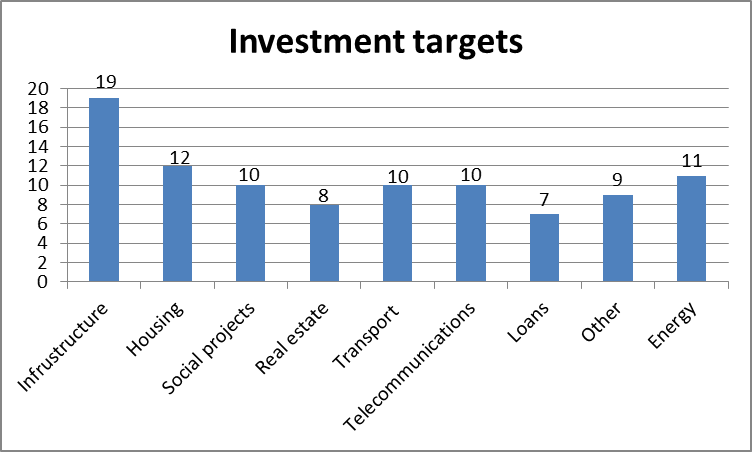 Investment targets
20
18
16
14
12
10
8
6
4
2
0
19
12
10
8
10
10
7
9
11
Infrustructure
Housing
Social projects
Real estate
Transport
Telecommunications
Loans
Other
Energy